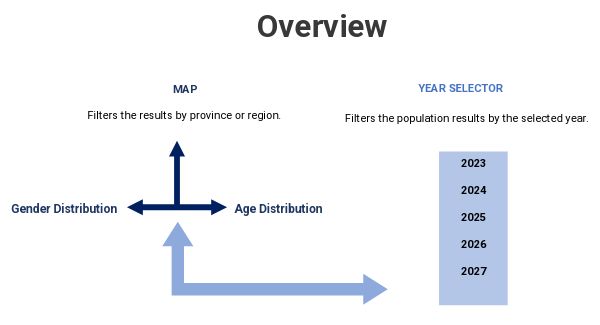 Overview
MAP
Filters the results by province or region.
YEAR SELECTOR
Filters the population results by the selected year.
Gender Distribution
Age Distribution
2023
2024
2025
2026
2027